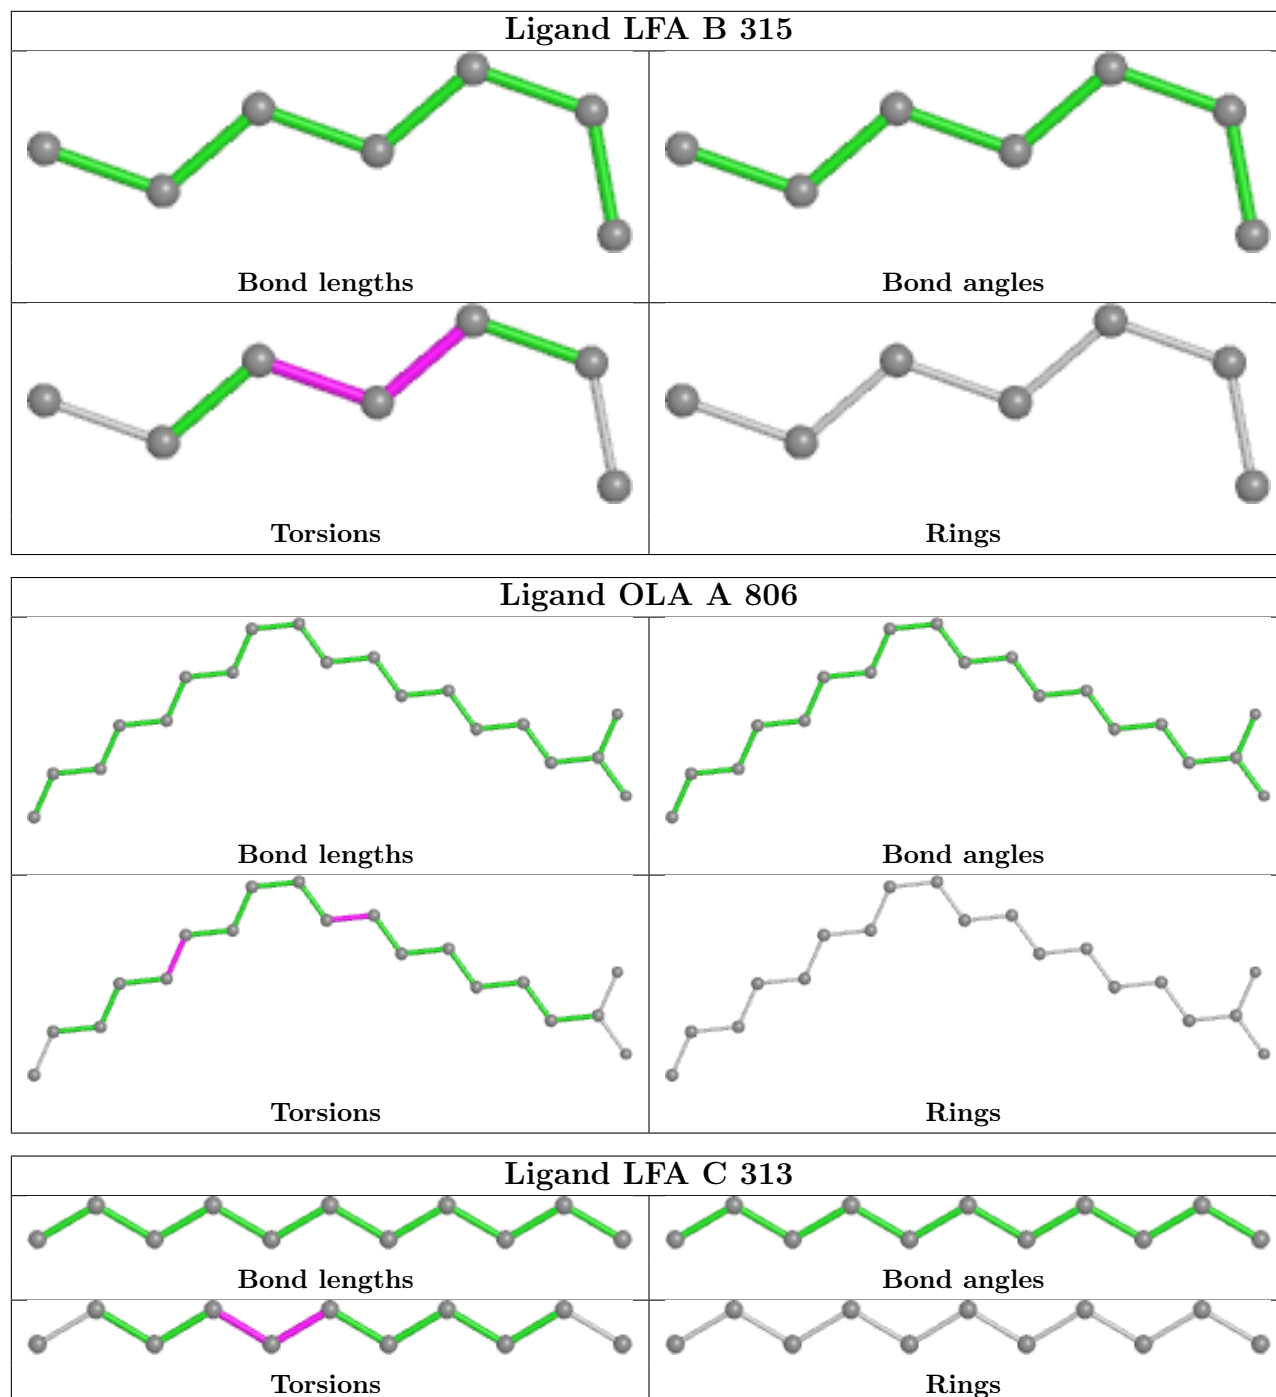 Ligand LFA B 315
Bond lengths
Bond angles
Torsions
Rings
Ligand OLA A 806
Bond lengths
Bond angles
Torsions
Rings
Ligand LFA C 313
Bond lengths
Bond angles
Torsions
Rings